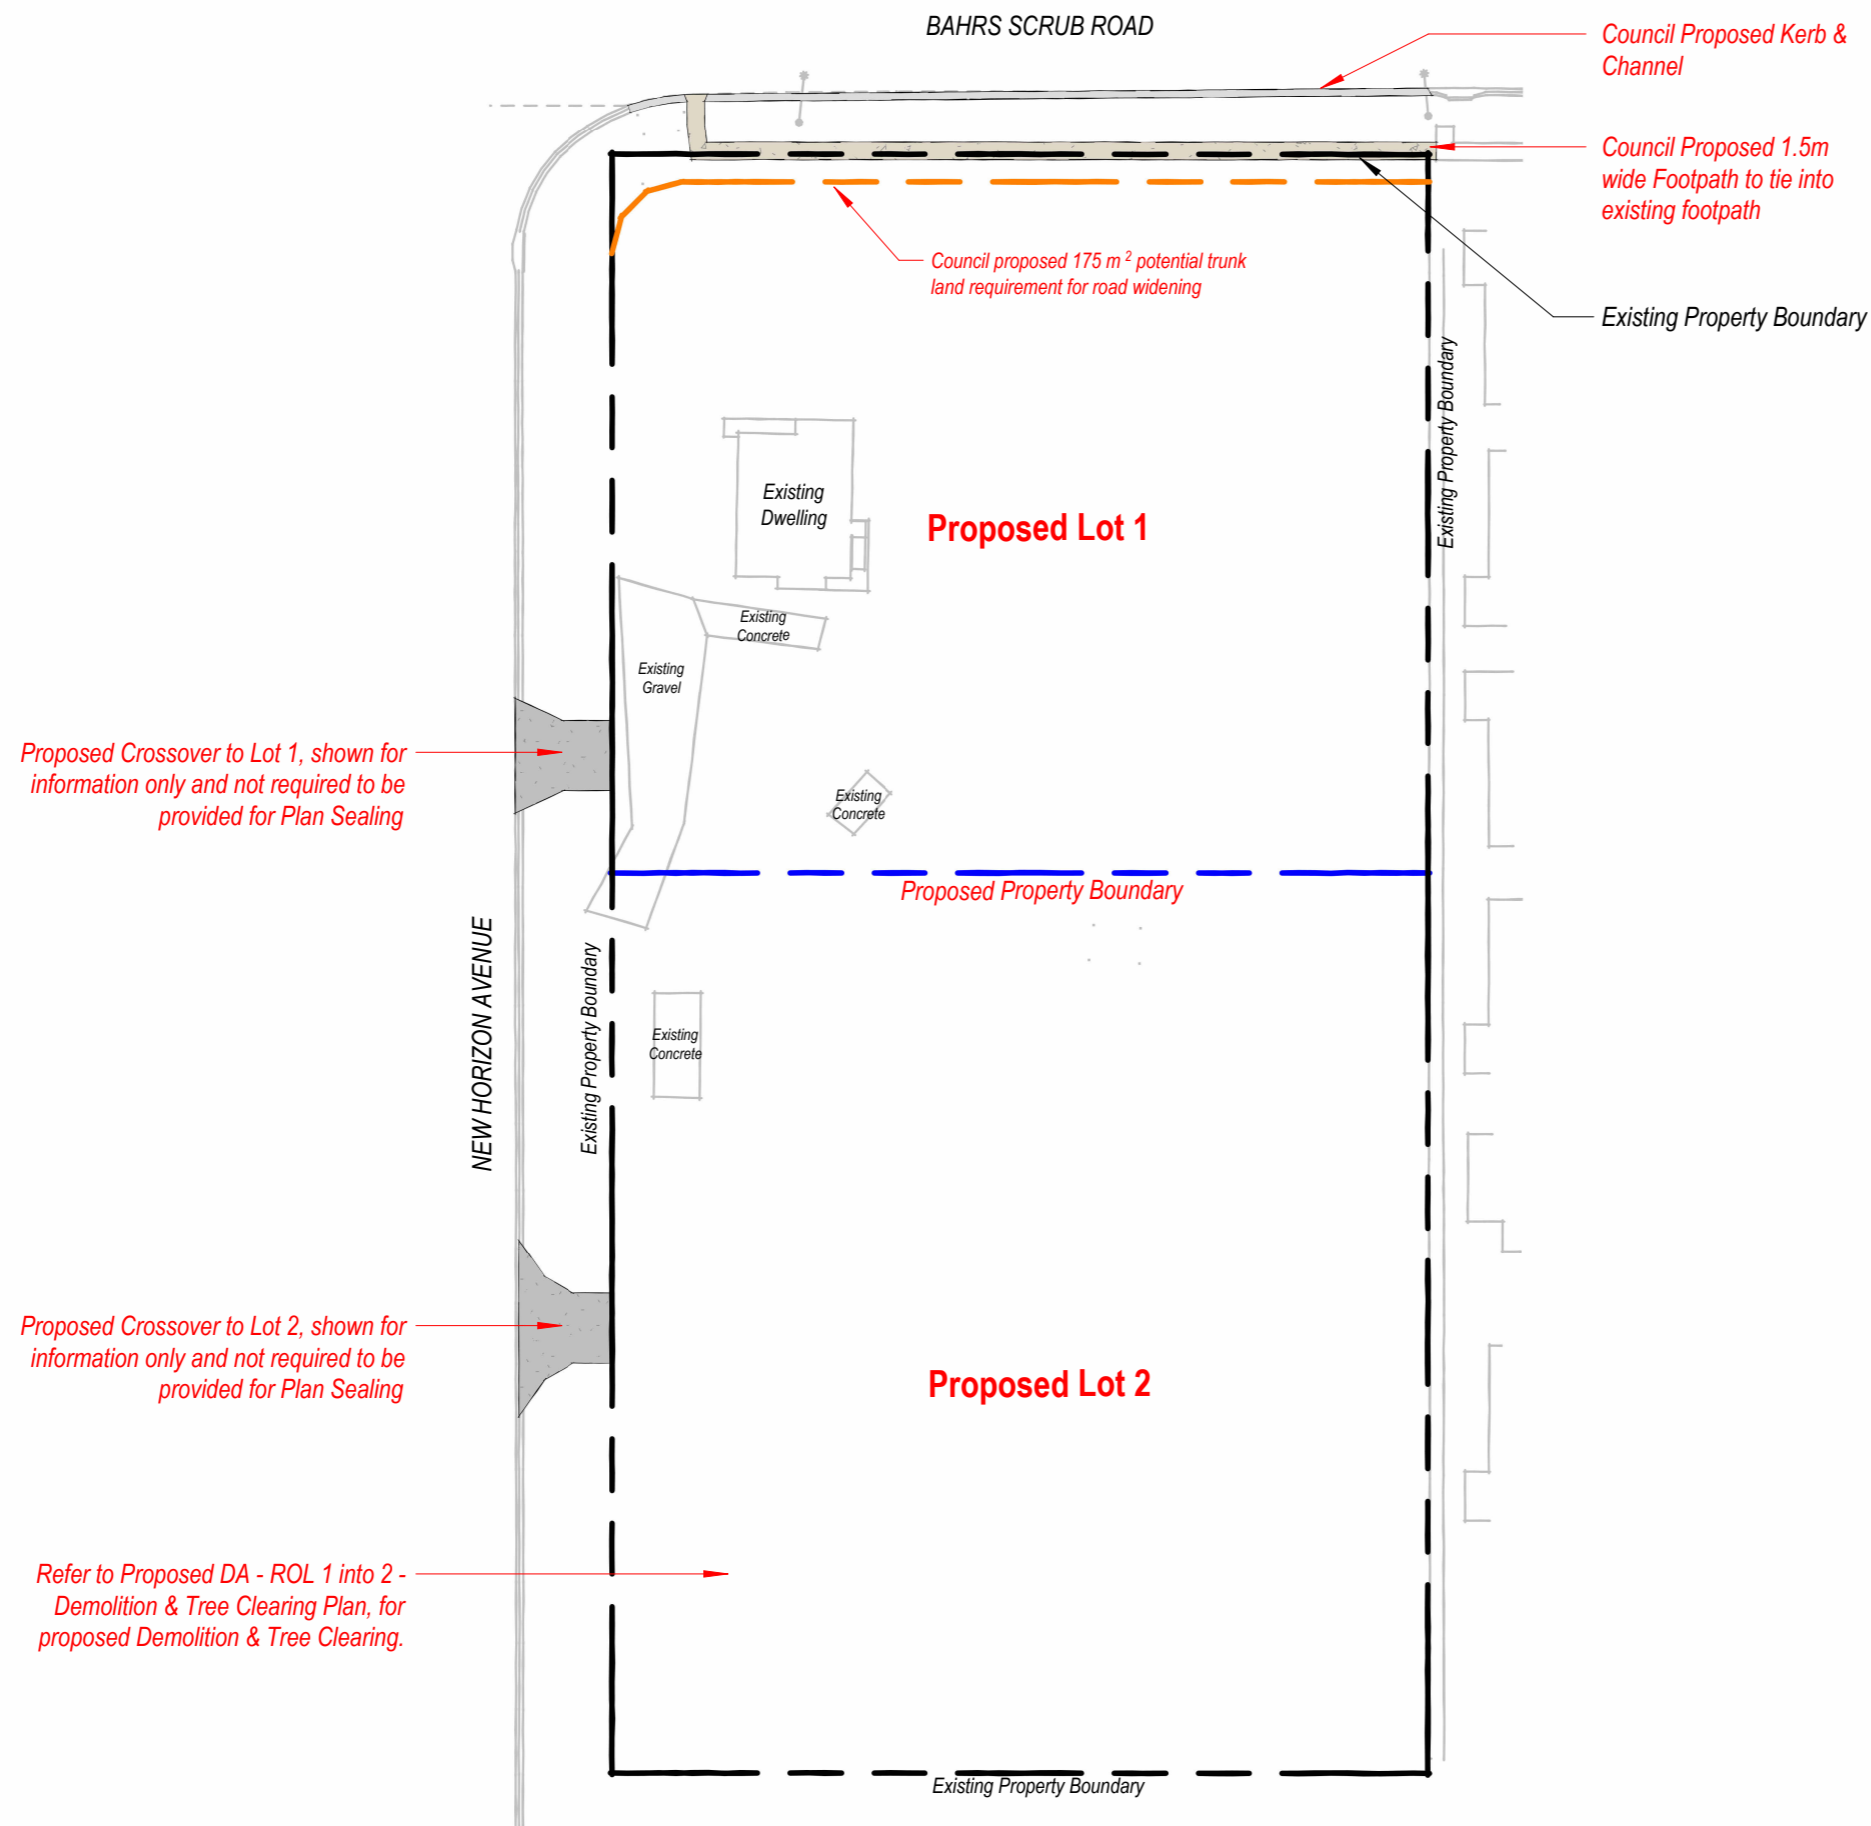 BAHRS SCRUB ROAD
Council Proposed Kerb &
Channel
Council Proposed 1.5m
wide Footpath to tie into
existing footpath
Council proposed 175 m ² potential trunk
land requirement for road widening
Existing Property Boundary
Existing Property Boundary
Existing
Dwelling
Proposed Lot 1
Existing
Concrete
Existing
Gravel
Proposed Crossover to Lot 1, shown for
information only and not required to be
provided for Plan Sealing
Existing
Concrete
Proposed Property Boundary
NEW HORIZON AVENUE
Existing Property Boundary
Existing
Concrete
Proposed Crossover to Lot 2, shown for
information only and not required to be
provided for Plan Sealing
Proposed Lot 2
Refer to Proposed DA - ROL 1 into 2 -
Demolition & Tree Clearing Plan, for
proposed Demolition & Tree Clearing.
Existing Property Boundary